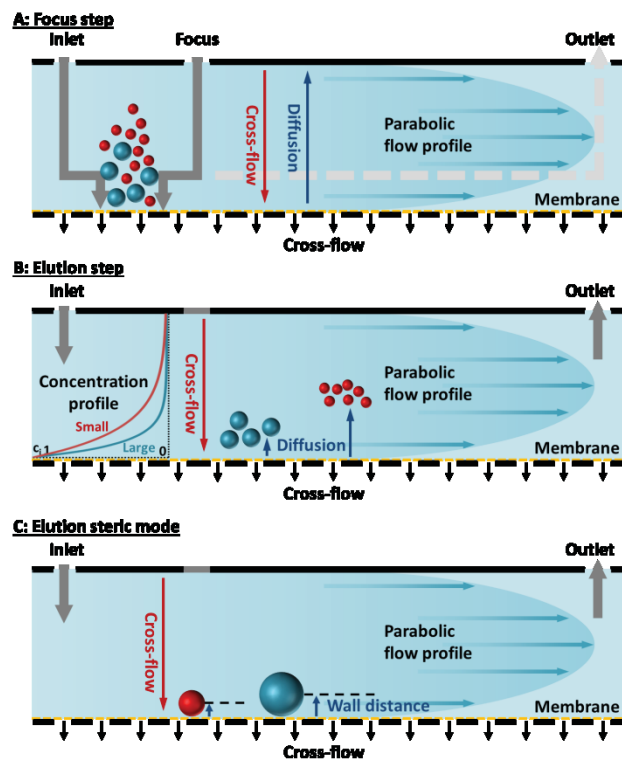 A: Focus step
Inlet
Focus
Outlet
Cross-flow
Diffusion
Parabolic
flow profile
Membrane
Cross-flow
B: Elution step
Inlet
Outlet
Concentration
profile
Small
Large
c, 1
0
Cross-flow
Diffusion
Parabolic
flow profile
Membrane
Cross-flow
C: Elution steric mode
Inlet
Outlet
Cross-flow
Parabolic
flow profile
Wall distance
Membrane
Cross-flow